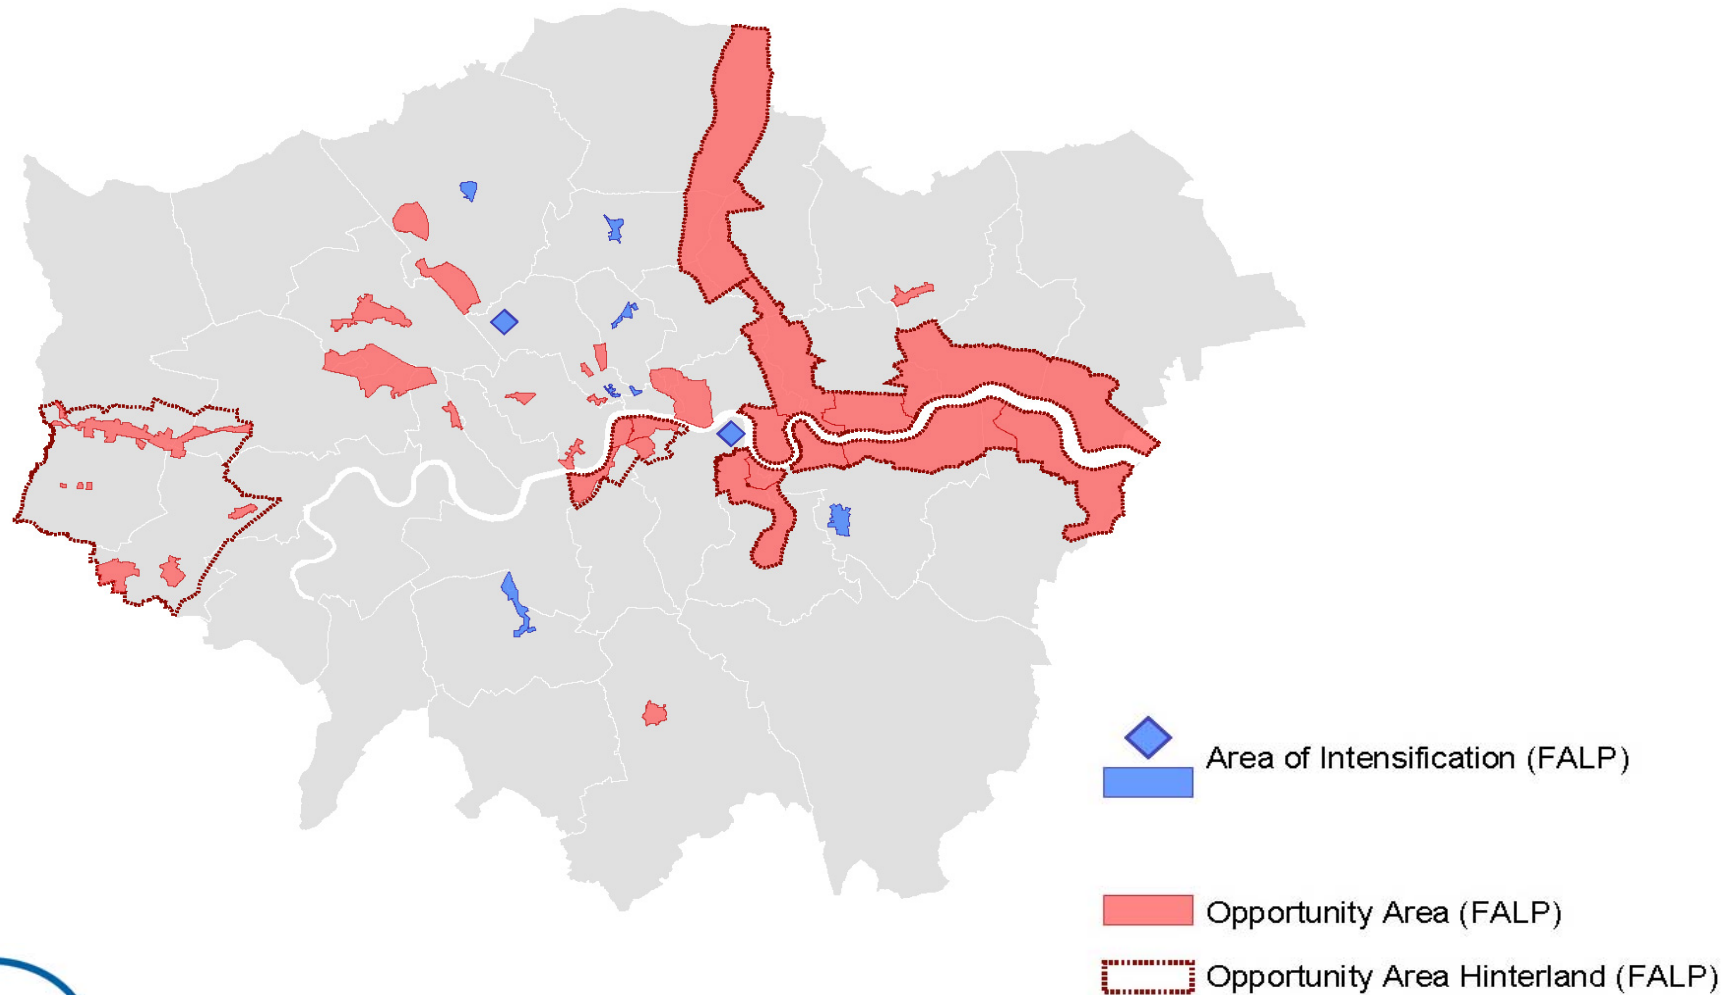 Area of Intensification (FALP)
Opportunity Area (FALP)
Opportunity Area Hinterland (FALP)